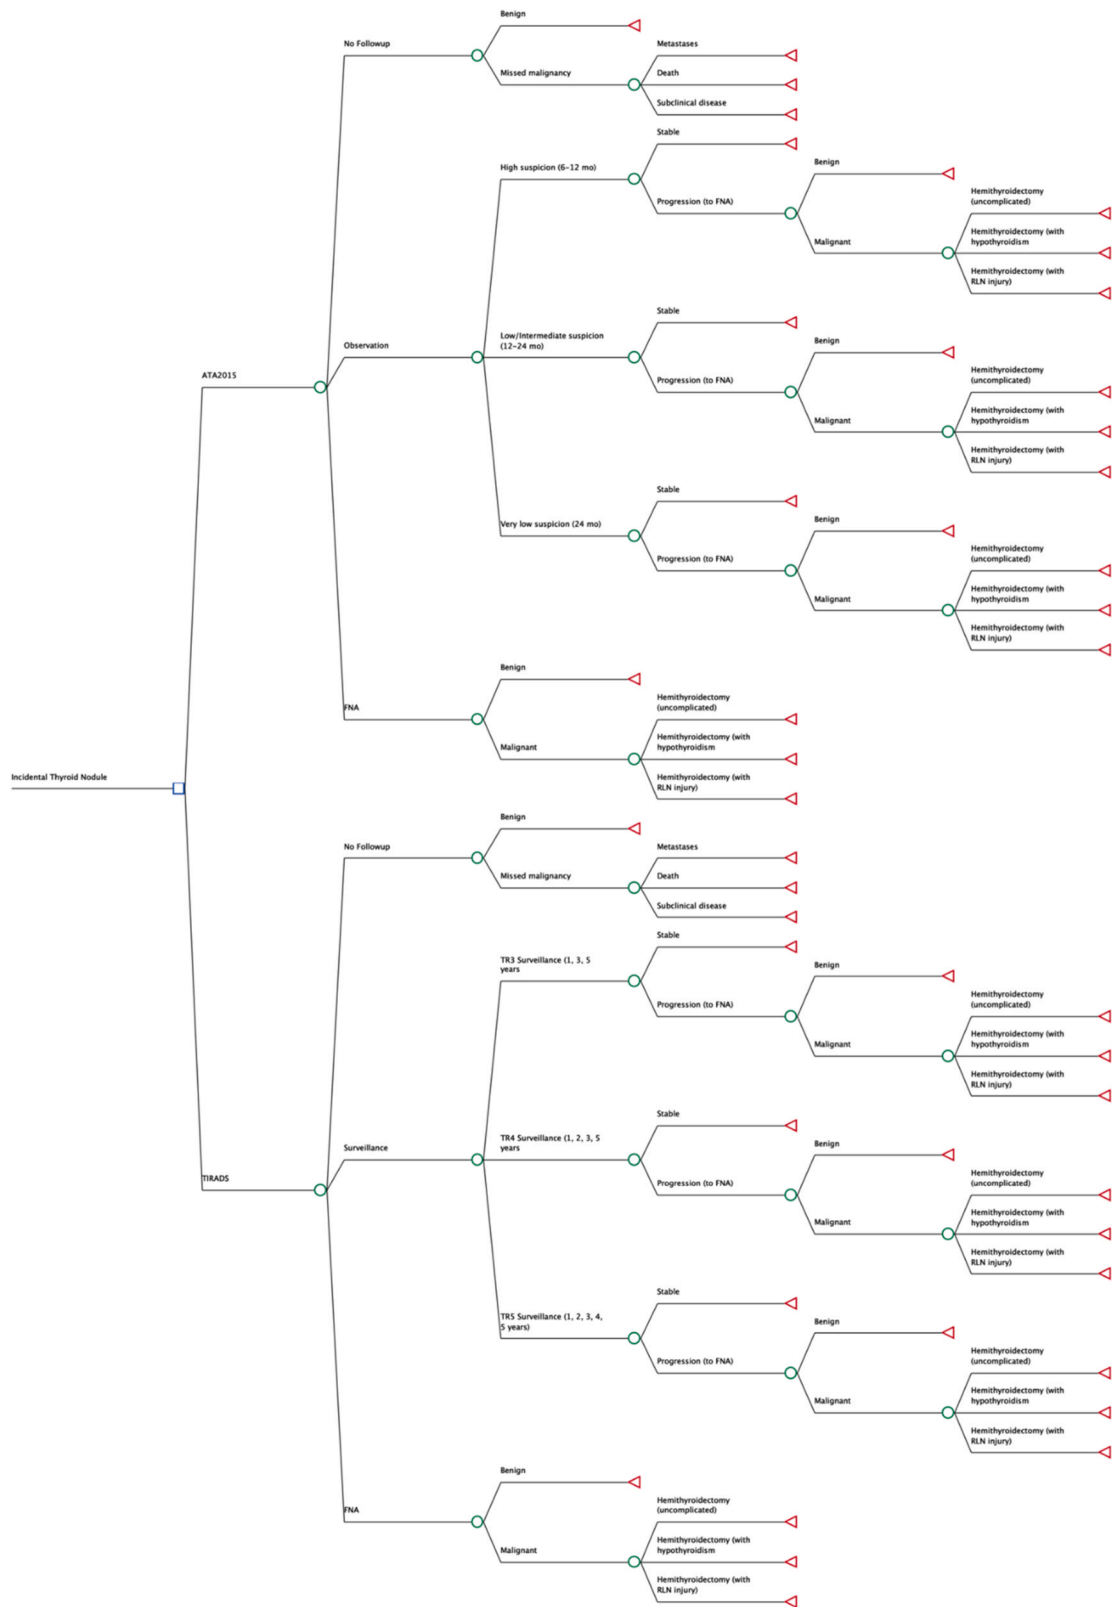 Benign
No Followup
Metastases
Missed malignancy
Death
Subclinical disease
Stable
High suspicion (6-12 mo)
Benign
Progression (to FNA)
Hemithyroidectomy
(uncomplicated)
Hemithyroidectomy (with
hypothyroidism
Malignant
Hemithyroidectomy (with
RLN injury)
Stable
Low/Intermediate suspicion
(12-24 mo)
Observation
Benign
Progression (to FNA)
Hemithyroidectomy
(uncomplicated)
ATA2015
Hemithyroidectomy (with
hypothyroidism
Malignant
Hemithyroidectomy (with
RLN injury)
Stable
Very low suspicion (24 mo)
Benign
Progression (to FNA)
Hemithyroidectomy
(uncomplicated)
Hemithyroidectomy (with
hypothyroidism
Malignant
Hemithyroidectomy (with
RLN injury)
Benign
FNA
Hemithyroidectomy
(uncomplicated)
Hemithyroidectomy (with
hypothyroidism
Malignant
Hemithyroidectomy (with
RLN injury)
Incidental Thyroid Nodule
Benign
No Followup
Metastases
Missed malignancy
Death
Subclinical disease
Stable
TR3 Surveillance (1, 3, 5
years
Benign
Progression (to FNA)
Hemithyroidectomy
(uncomplicated)
Hemithyroidectomy (with
hypothyroidism
Malignant
Hemithyroidectomy (with
RLN injury)
Stable
TR4 Surveillance (1, 2, 3, 5
years
Surveillance
Benign
Progression (to FNA)
Hemithyroidectomy
(uncomplicated)
TIRADS
Hemithyroidectomy (with
hypothyroidism
Malignant
Hemithyroidectomy (with
RLN injury)
Stable
TR5 Surveillance (1, 2, 3, 4,
5 years)
Benign
Progression (to FNA)
Hemithyroidectomy
(uncomplicated)
Hemithyroidectomy (with
hypothyroidism
Malignant
Hemithyroidectomy (with
RLN injury)
Benign
FNA
Hemithyroidectomy
(uncomplicated)
Hemithyroidectomy (with
hypothyroidism
Malignant
Hemithyroidectomy (with
RLN injury)